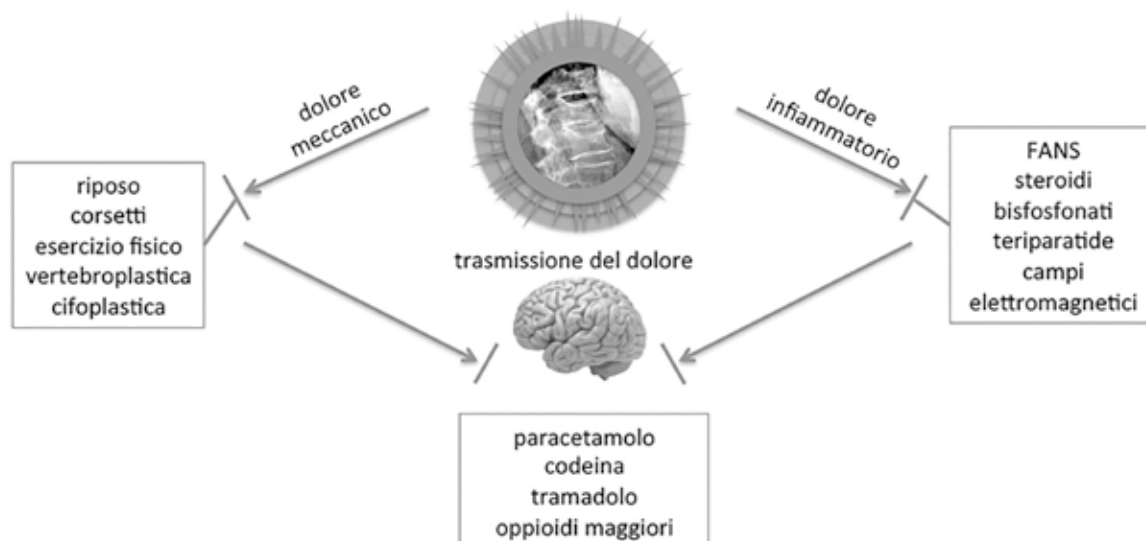 dolore
meccanico
dolore
infiammatorio
riposo
corsetti
esercizio fisico
vertebroplastica
cifoplastica
trasmissione del dolore
FANS
steroidi
bisfosfonati
teriparatide
campi
elettromagnetici
paracetamolo
codeina
tramadolo
oppioidi maggiori